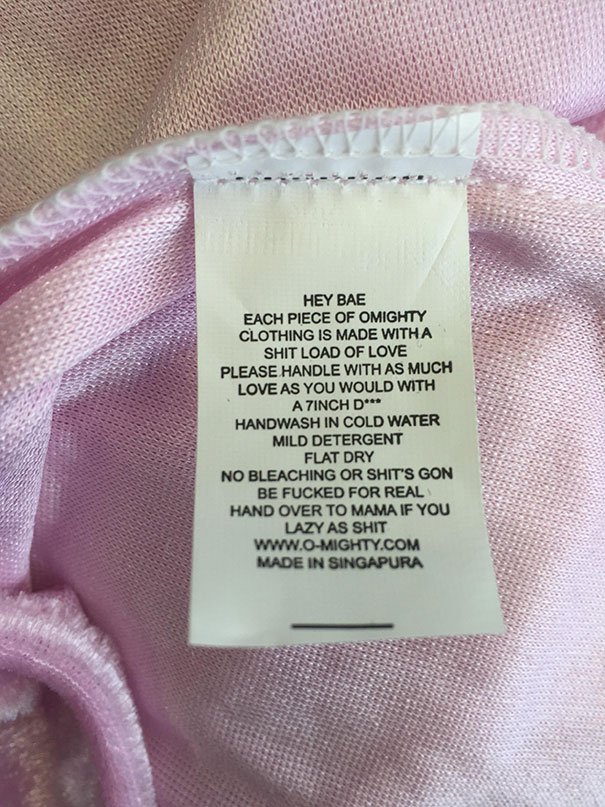 HEY BAE
EACH PIECE OF OMIGHTY
CLOTHING IS MADE WITH A
SHIT LOAD OF LOVE
PLEASE HANDLE WITH AS MUCH
LOVE AS YOU WOULD WITH
A 7INCH D***
HANDWASH IN COLD WATER
MILD DETERGENT
FLAT DRY
NO BLEACHING OR SHIT'S GON
BE FUCKED FOR REAL
HAND OVER TO MAMA IF YOU
LAZY AS SHIT
WWW.O-MIGHTY.COM
MADE IN SINGAPURA